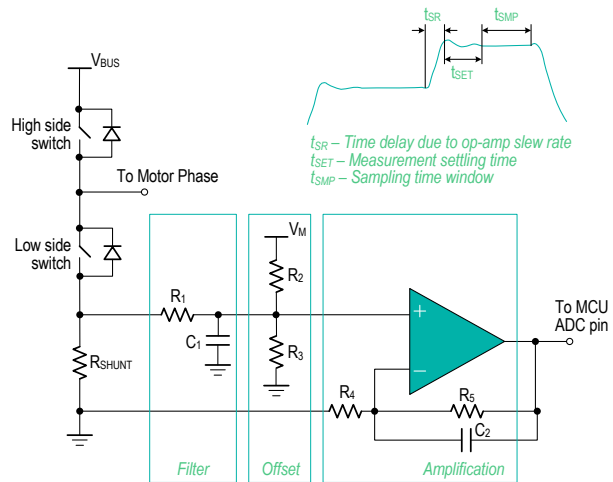 tSR
tSMP
tSET
VBUS
High side
switch
tSR – Time delay due to op-amp slew rate
tSET – Measurement settling time
tSMP – Sampling time window
To Motor Phase
Low side
switch
VM
R1
R2
C1
R3
+
To MCU
ADC pin
RSHUNT
–
R4
R5
C2
Filter
Offset
Amplification